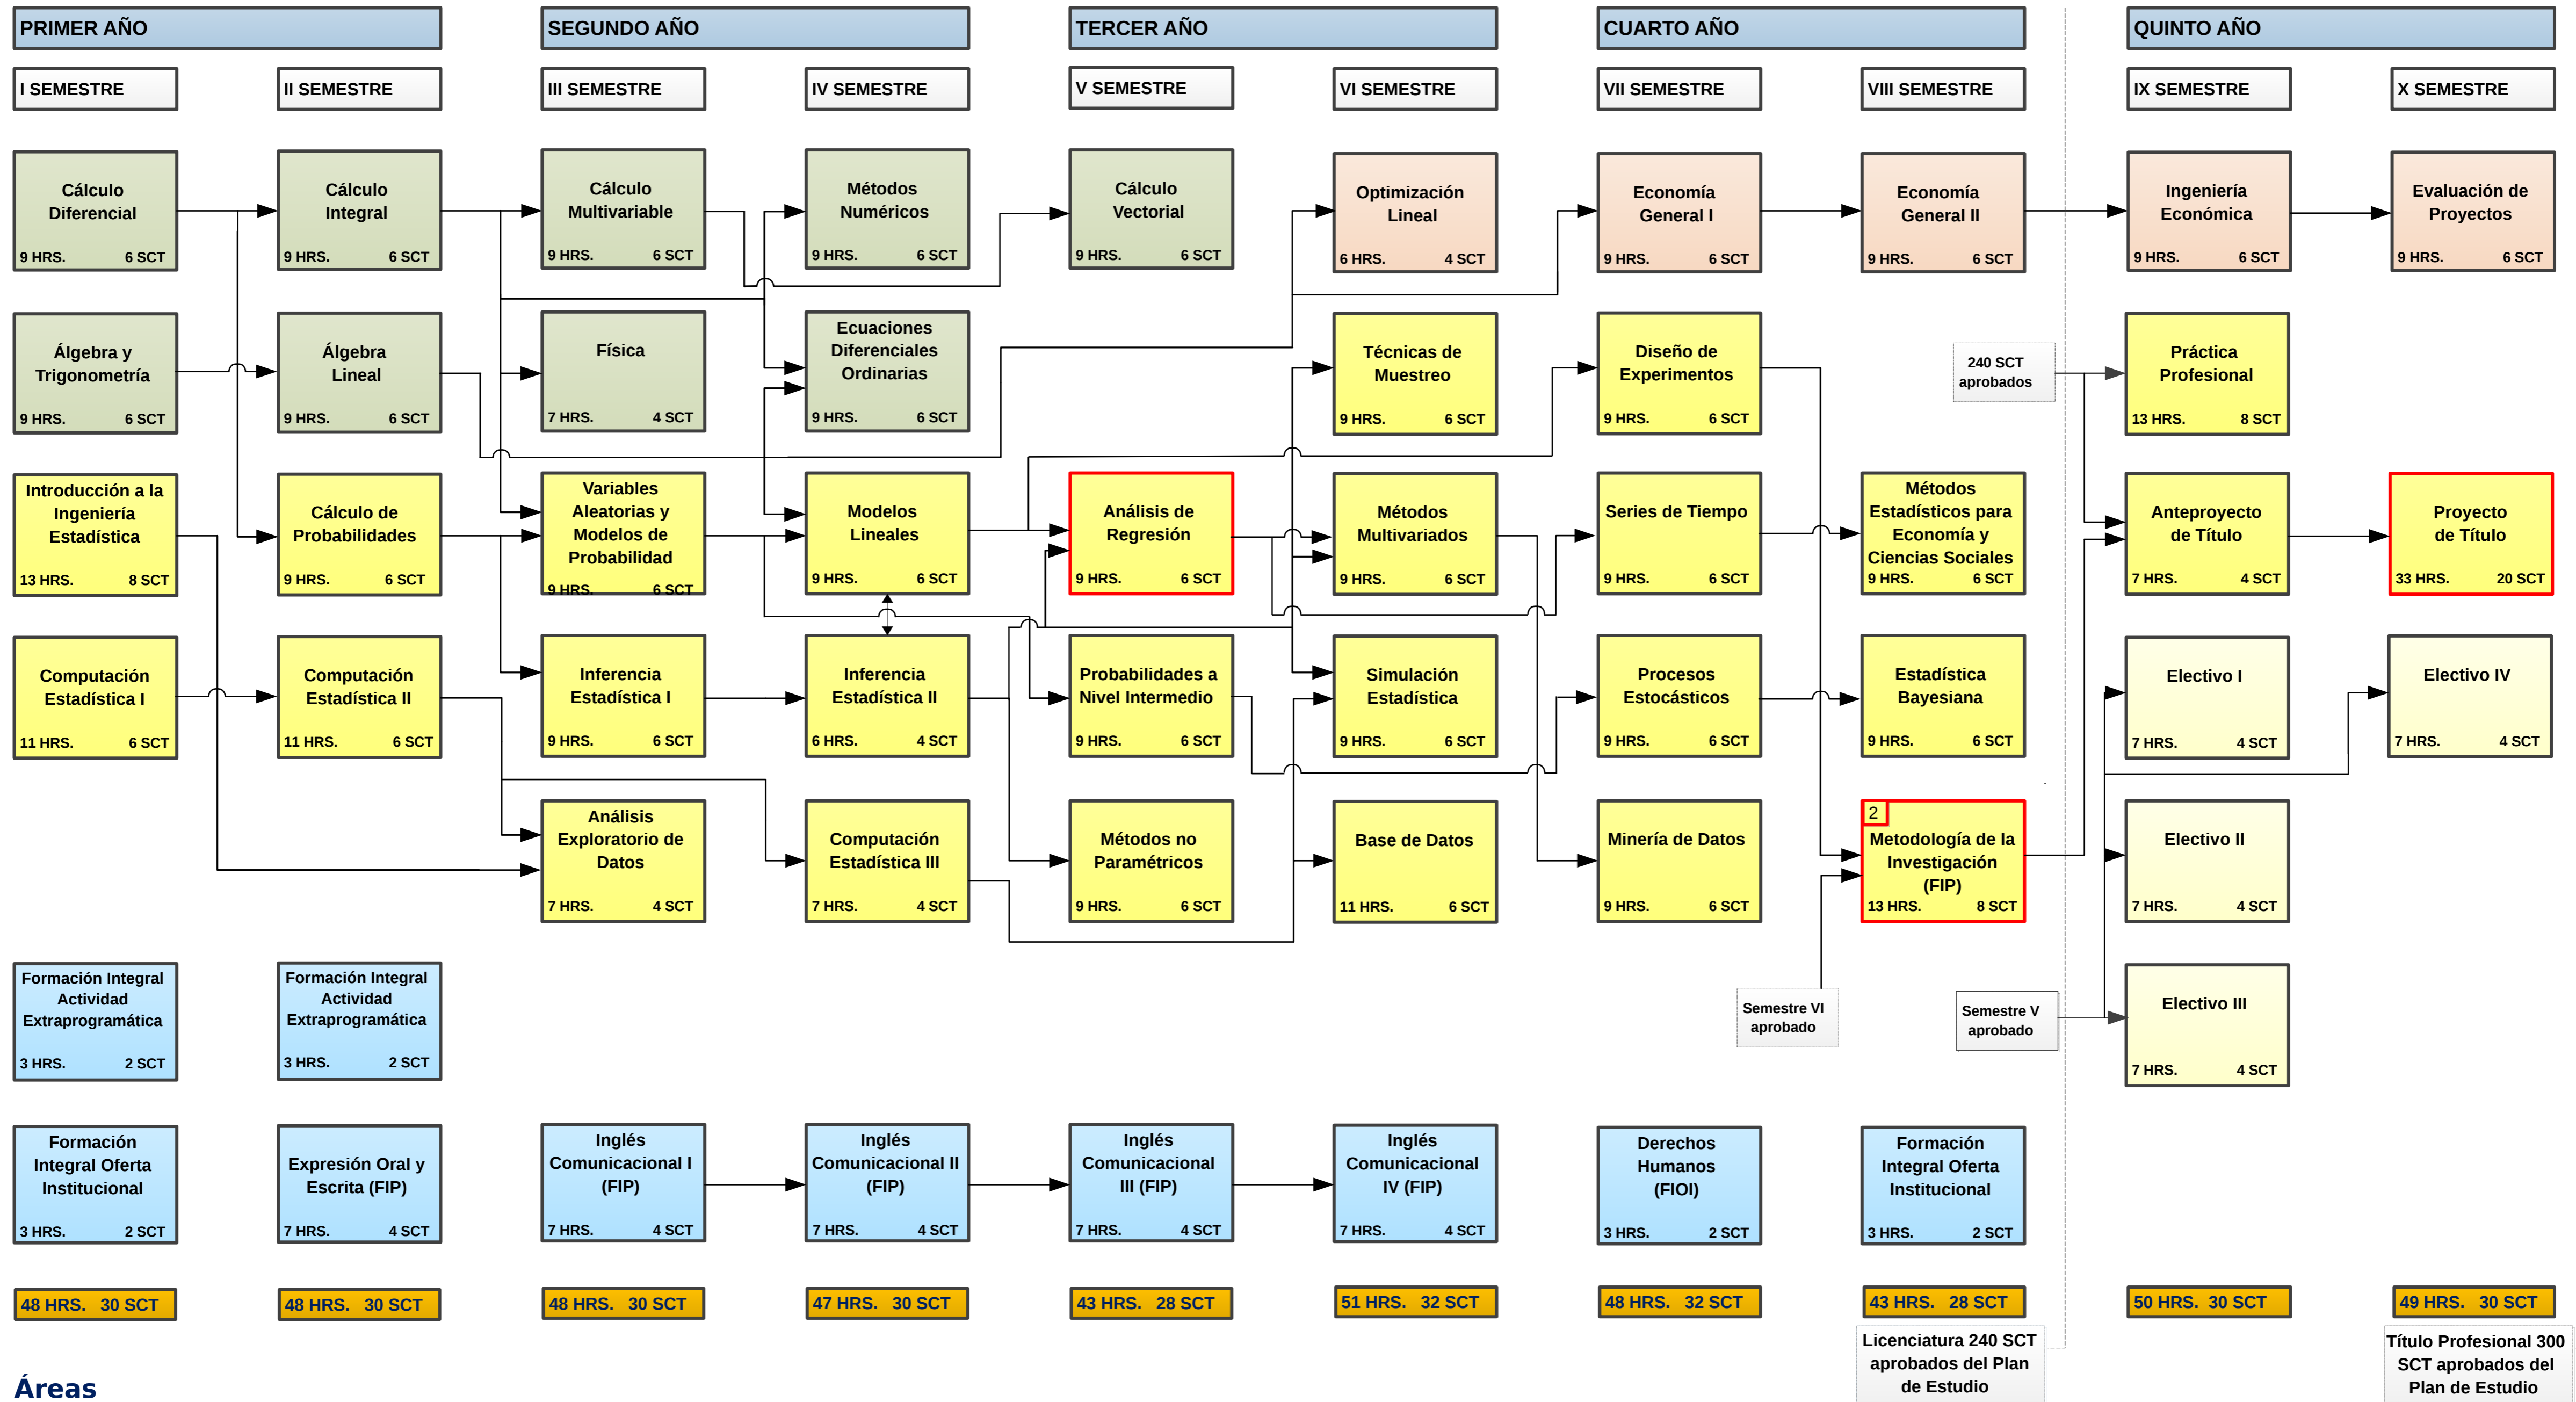 PRIMER AÑO
SEGUNDO AÑO
TERCER AÑO
CUARTO AÑO
QUINTO AÑO
I SEMESTRE
II SEMESTRE
III SEMESTRE
IV SEMESTRE
V SEMESTRE
VI SEMESTRE
VII SEMESTRE
VIII SEMESTRE
IX SEMESTRE
X SEMESTRE
Cálculo
Diferencial
9 HRS. 6 SCT
Cálculo
Integral
9 HRS. 6 SCT
Cálculo
Multivariable
9 HRS. 6 SCT
Métodos
Numéricos
9 HRS. 6 SCT
Cálculo
Vectorial
9 HRS. 6 SCT
Optimización
Lineal
6 HRS. 4 SCT
Economía
General I
9 HRS. 6 SCT
Economía
General II
9 HRS. 6 SCT
Ingeniería
Económica
9 HRS. 6 SCT
Evaluación de
Proyectos
9 HRS. 6 SCT
Álgebra y
Trigonometría
9 HRS. 6 SCT
Álgebra
Lineal
9 HRS. 6 SCT
Física
7 HRS. 4 SCT
Ecuaciones
Diferenciales
Ordinarias
9 HRS. 6 SCT
Técnicas de
Muestreo
9 HRS. 6 SCT
Diseño de
Experimentos
9 HRS. 6 SCT
240 SCT
aprobados
Práctica
Profesional
13 HRS. 8 SCT
Introducción a la
Ingeniería
Estadística
13 HRS. 8 SCT
Cálculo de
Probabilidades
9 HRS. 6 SCT
Variables
Aleatorias y
Modelos de
Probabilidad
9 HRS. 6 SCT
Modelos
Lineales
9 HRS. 6 SCT
Análisis de
Regresión
9 HRS. 6 SCT
Métodos
Multivariados
9 HRS. 6 SCT
Series de Tiempo
9 HRS. 6 SCT
Métodos
Estadísticos para
Economía y
Ciencias Sociales
9 HRS. 6 SCT
Anteproyecto
de Título
7 HRS. 4 SCT
Proyecto
de Título
33 HRS. 20 SCT
Computación
Estadística I
11 HRS. 6 SCT
Computación
Estadística II
11 HRS. 6 SCT
Inferencia
Estadística I
9 HRS. 6 SCT
Inferencia
Estadística II
6 HRS. 4 SCT
Probabilidades a
Nivel Intermedio
9 HRS. 6 SCT
Simulación
Estadística
9 HRS. 6 SCT
Procesos
Estocásticos
9 HRS. 6 SCT
Estadística
Bayesiana
9 HRS. 6 SCT
Electivo I
7 HRS. 4 SCT
Electivo IV
7 HRS. 4 SCT
Análisis
Exploratorio de
Datos
7 HRS. 4 SCT
Computación
Estadística III
7 HRS. 4 SCT
Métodos no
Paramétricos
9 HRS. 6 SCT
Base de Datos
11 HRS. 6 SCT
Minería de Datos
9 HRS. 6 SCT
2
Metodología de la
Investigación
(FIP)
13 HRS. 8 SCT
Electivo II
7 HRS. 4 SCT
Formación Integral
Actividad
Extraprogramática
3 HRS. 2 SCT
Formación Integral
Actividad
Extraprogramática
3 HRS. 2 SCT
Semestre VI
aprobado
Semestre V
aprobado
Electivo III
7 HRS. 4 SCT
Formación
Integral Oferta
Institucional
3 HRS. 2 SCT
Expresión Oral y
Escrita (FIP)
7 HRS. 4 SCT
Inglés
Comunicacional I
(FIP)
7 HRS. 4 SCT
Inglés
Comunicacional II
(FIP)
7 HRS. 4 SCT
Inglés
Comunicacional
III (FIP)
7 HRS. 4 SCT
Inglés
Comunicacional
IV (FIP)
7 HRS. 4 SCT
Derechos
Humanos
(FIOI)
3 HRS. 2 SCT
Formación
Integral Oferta
Institucional
3 HRS. 2 SCT
48 HRS. 30 SCT
48 HRS. 30 SCT
48 HRS. 30 SCT
47 HRS. 30 SCT
43 HRS. 28 SCT
51 HRS. 32 SCT
48 HRS. 32 SCT
43 HRS. 28 SCT
50 HRS. 30 SCT
49 HRS. 30 SCT
Licenciatura 240 SCT
aprobados del Plan
de Estudio
Título Profesional 300
SCT aprobados del
Plan de Estudio
Áreas